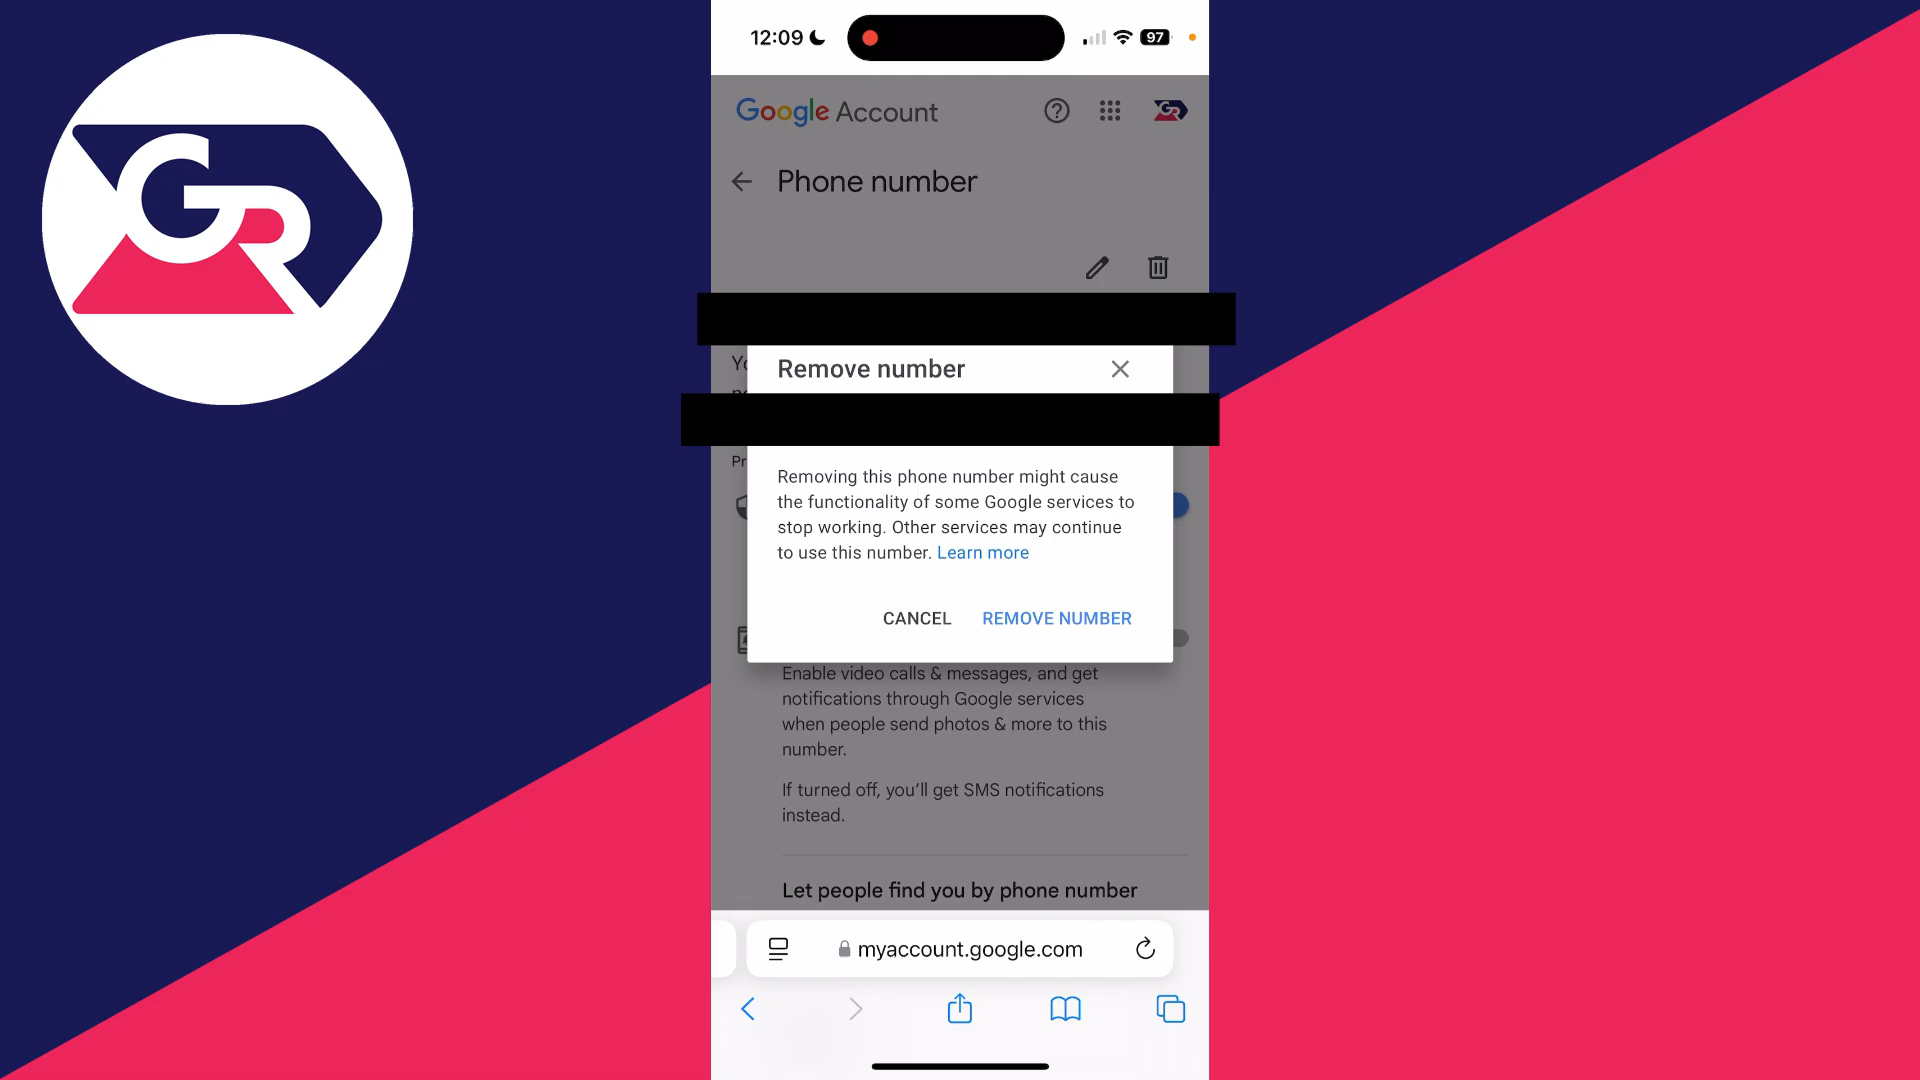 GR
12:09
97
Google Account
GR
Phone number
Remove number
Pr
Removing this phone number might cause
the functionality of some Google services to
stop working. Other services may continue
to use this number. Learn more
CANCEL REMOVE NUMBER
Enable video calls & messages, and get
notifications through Google services
when people send photos & more to this
number.
If turned off, you’ll get SMS notifications
instead.
Let people find you by phone number
myaccount.google.com